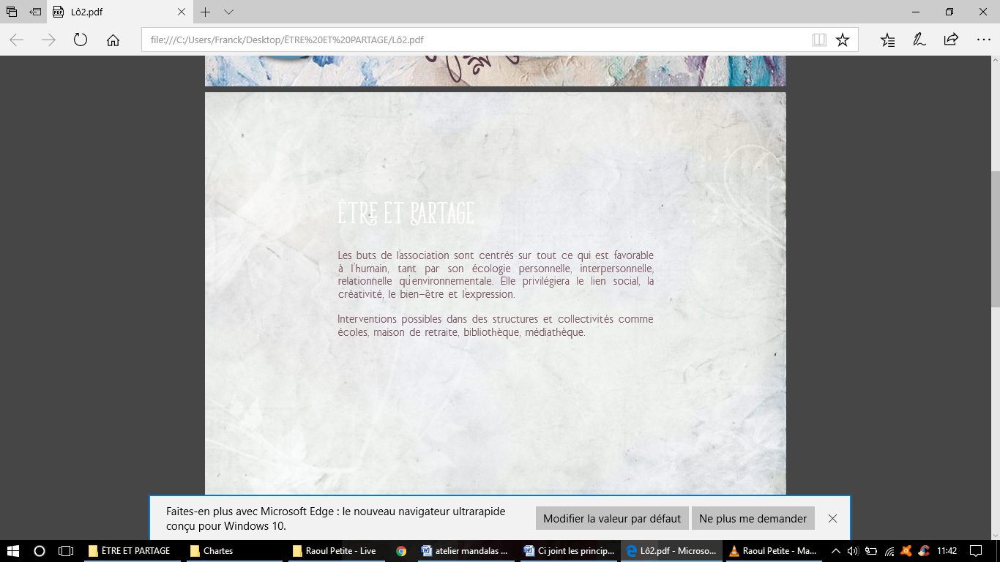 Lô2.pdf
file:///C:/Users/Franck/Desktop/ËTRE%20ET%20PARTAGE/Lô2.pdf
ÊTRE ET PARTAGE
Les buts de l'association sont centrés sur tout ce qui est favorable
à l'humain, tant par son écologie personnelle, interpersonnelle,
relationnelle qu'environnementale. Elle privilégiera le lien social, la
créativité, le bien-être et l'expression.
Interventions possibles dans des structures et collectivités comme
écoles, maison de retraite, bibliothèque, médiathèque.
Faites-en plus avec Microsoft Edge : le nouveau navigateur ultrarapide
conçu pour Windows 10.
Modifier la valeur par défaut
Ne plus me demander
ËTRE ET PARTAGE
Chartes
Raoul Petite - Live
atelier mandalas ...
Ci joint les princip...
Lô2.pdf - Microso...
Raoul Petite - Ma...
11:42